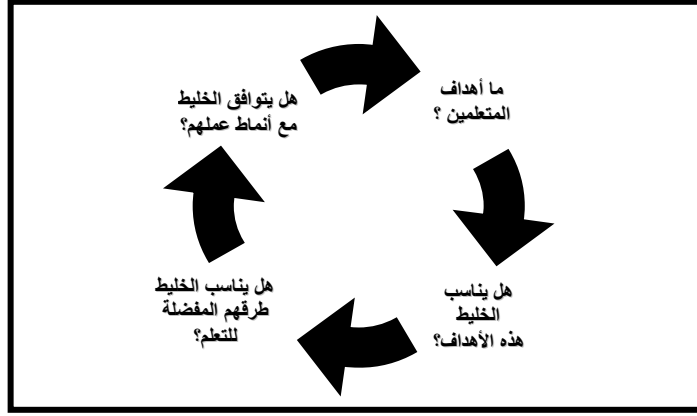 ما أهداف
المتعلمين ؟
هل يناسب
الخليط
هذه الأهداف؟
هل يناسب الخليط
طرقهم المفضلة
للتعلم؟
هل يتوافق الخليط
مع أنماط عملهم؟